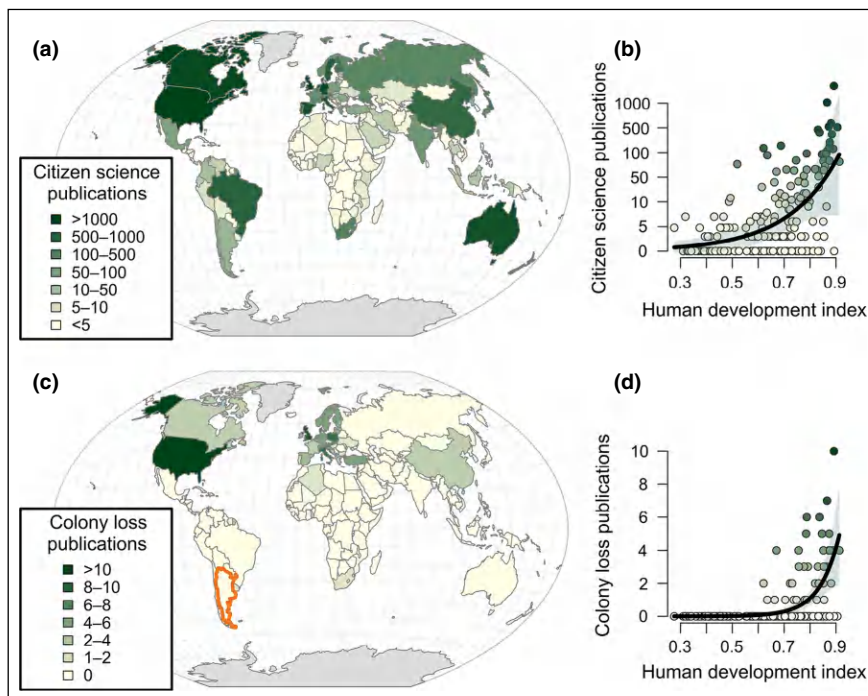 (a)
Citizen science
publications
>1000
500–1000
100–500
50–100
10–50
5–10
<5
(b)
Citizen science publications
1000
500
100
50
10
5
0
0.3
0.5
0.7
0.9
Human development index
(c)
Colony loss
publications
>10
8–10
6–8
4–6
2–4
1–2
0
(d)
Colony loss publications
10
8
6
4
2
0
0.3
0.5
0.7
0.9
Human development index